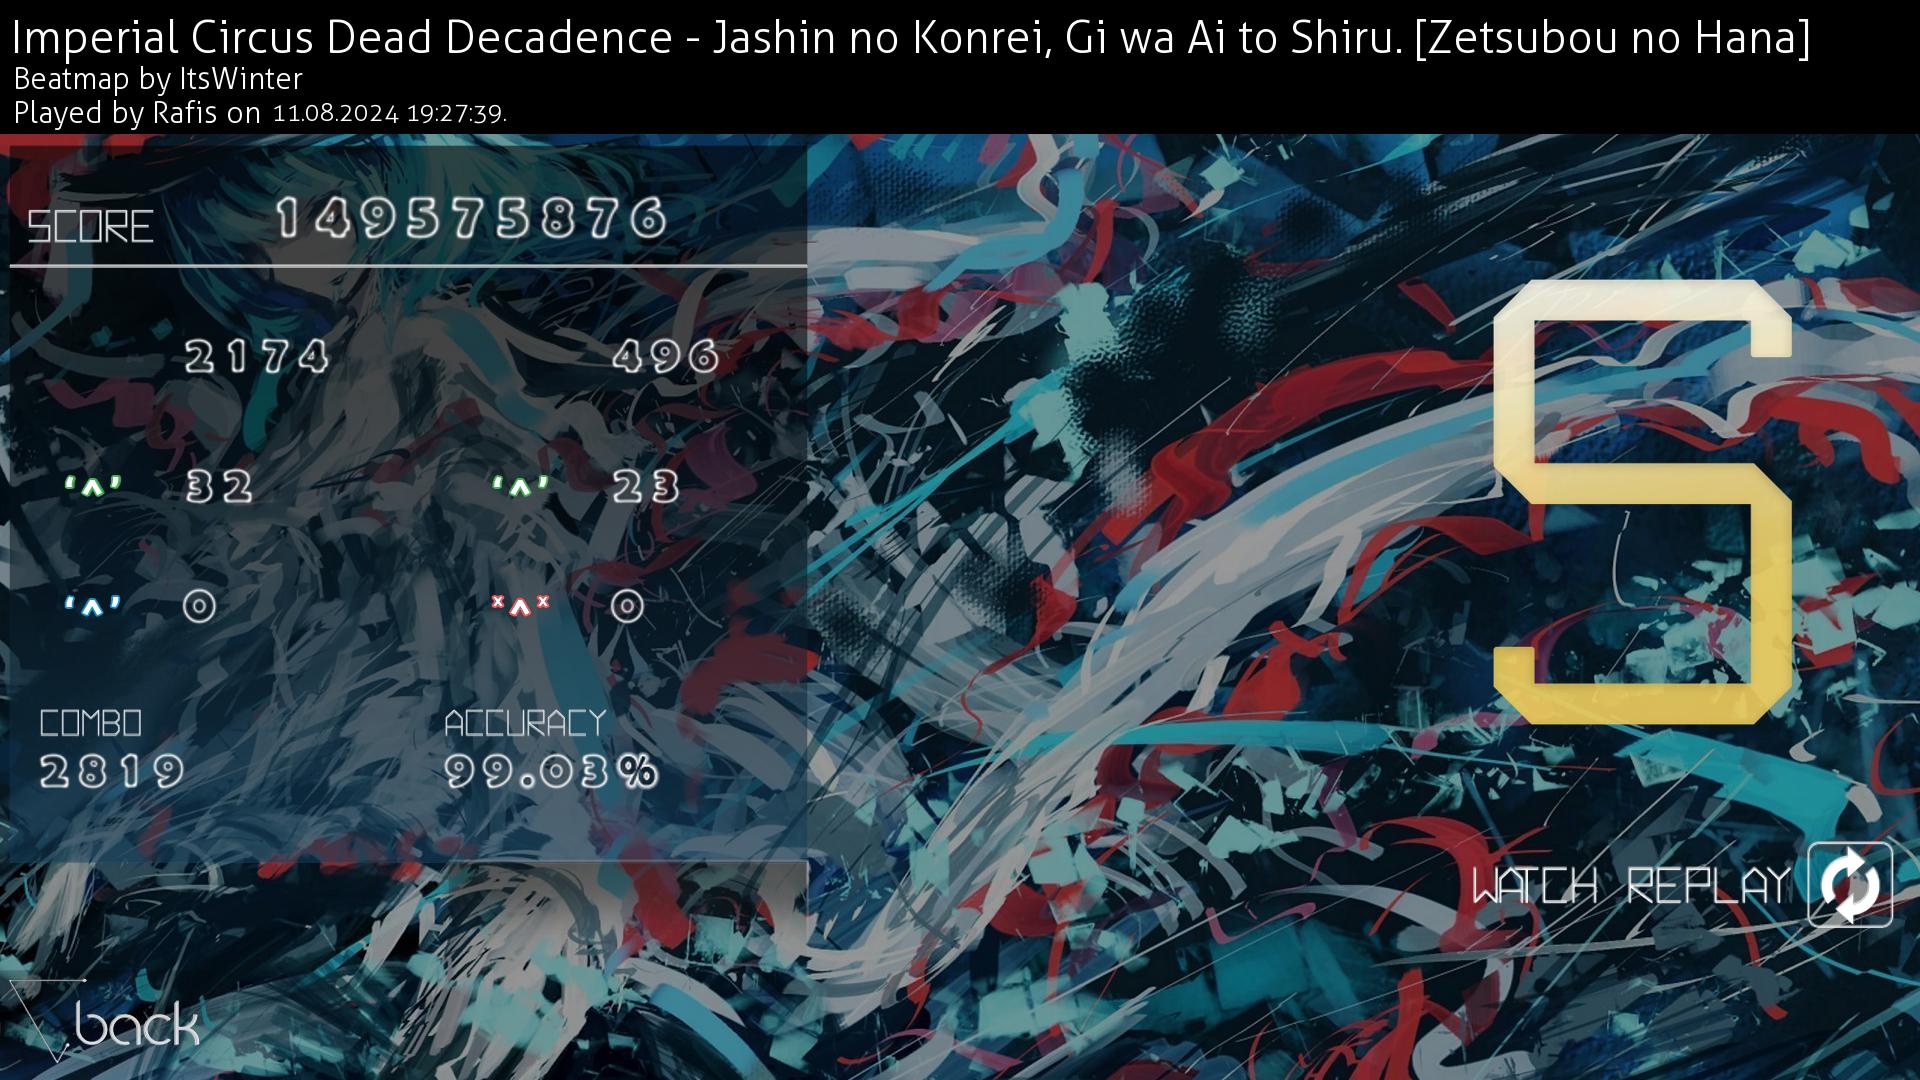 Imperial Circus Dead Decadence - Jashin no Konrei, Gi wa Ai to Shiru. [Zetsubou no Hana]
Beatmap by ItsWinter
Played by Rafis on 11.08.2024 19:27:39.
SCORE 149575876
2174 496
'^' 32 '^' 23
'^' 0 x^x 0
COMBO ACCURACY
2819 99.03%
S
WATCH REPLAY
back